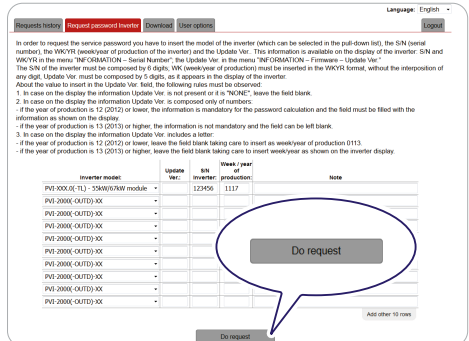 Language: English
Requests history Request password Inverter Download User options Logout
In order to request the service password you have to insert the model of the inverter (which can be selected in the pull-down list), the S/N (serial
number), the WK/YR (week/year of production) of the inverter) and the Update Ver.. This information is available on the display of the inverter: S/N and
WK/YR in the menu "INFORMATION – Serial Number"; the Update Ver. in the menu "INFORMATION – Firmware – Update Ver."
The S/N of the inverter must be composed by 6 digits; WK (week/year of production) must be inserted in the WKYR format, without the interposition of
any digit, Update Ver. must be composed by 5 digits, as it appears in the display of the inverter.
About the value to insert in the Update Ver. field, the following rules must be observed:
1. In case on the display the information Update Ver. is not present or it is "NONE", leave the field blank.
2. In case on the display the information Update Ver. is composed only of numbers:
- if the year of production is 12 (2012) or lower, the information is mandatory for the password calculation and the field must be filled with the
information as shown on the display.
- if the year of production is 13 (2013) or higher, the information is not mandatory and the field can be left blank.
3. In case on the display the information Update Ver. includes a letter:
- if the year of production is 12 (2012) or lower, leave the field blank taking care to insert as week/year of production 0113.
- if the year of production is 13 (2013) or higher, leave the field blank taking care to insert week/year as shown on the inverter display.
Inverter model: Update Ver.: S/N Inverter: Week / year of production: Note
PVI-XXX.0(-TL) - 55kW/67kW module 123456 1117
PVI-2000(-OUTD)-XX
PVI-2000(-OUTD)-XX
PVI-2000(-OUTD)-XX
PVI-2000(-OUTD)-XX
PVI-2000(-OUTD)-XX
PVI-2000(-OUTD)-XX
PVI-2000(-OUTD)-XX
PVI-2000(-OUTD)-XX
PVI-2000(-OUTD)-XX
Do request
Add other 10 rows
Do request